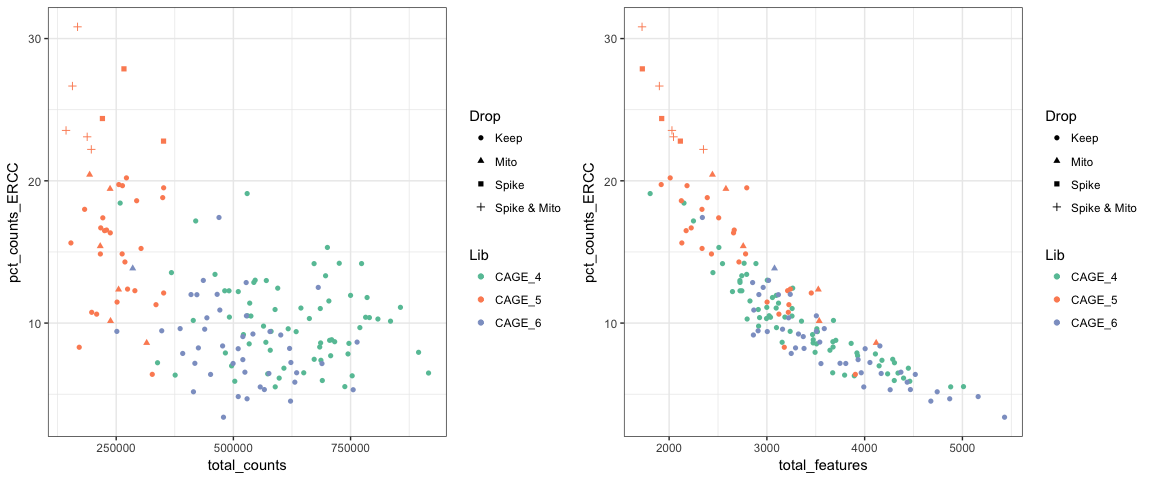 pct_counts_ERCC
30
20
10
250000 500000 750000
total_counts
Drop
Keep
Mito
Spike
Spike & Mito
Lib
CAGE_4
CAGE_5
CAGE_6
pct_counts_ERCC
30
20
10
2000 3000 4000 5000
total_features
Drop
Keep
Mito
Spike
Spike & Mito
Lib
CAGE_4
CAGE_5
CAGE_6